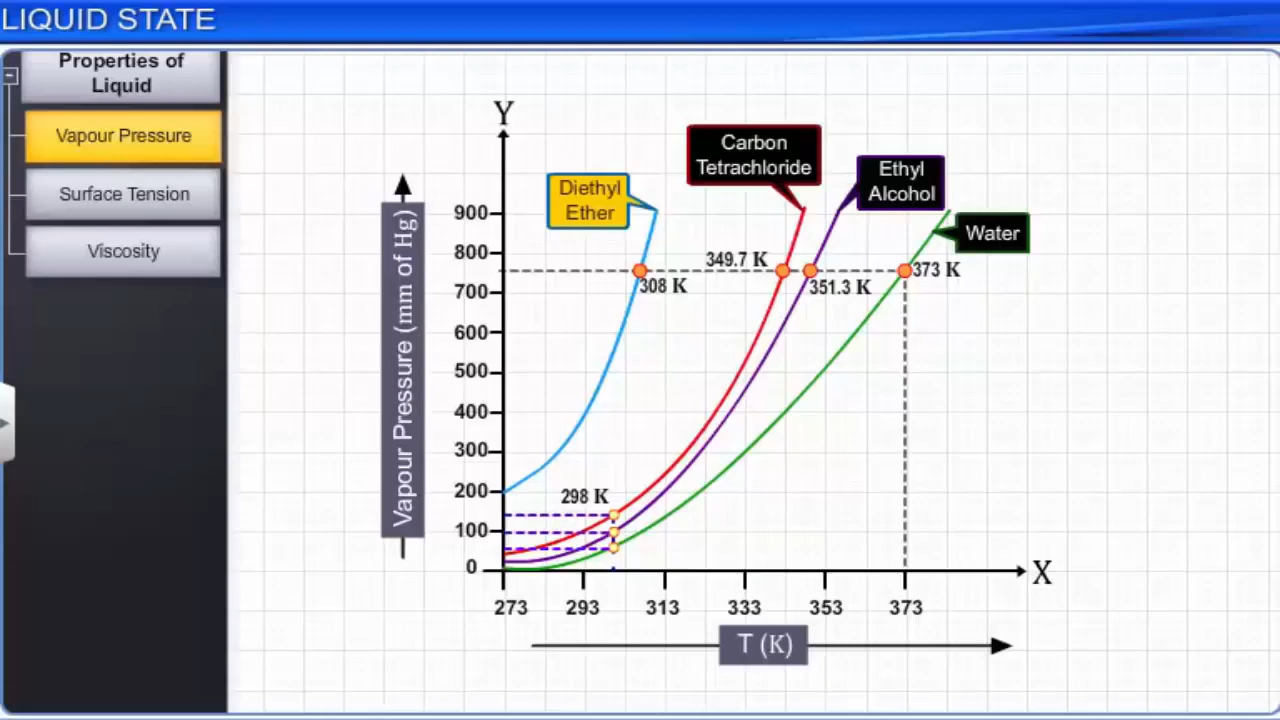 LIQUID STATE
Properties of
Liquid
Vapour Pressure
Surface Tension
Viscosity
Y
Vapour Pressure (mm of Hg)
900
800
700
600
500
400
300
200
100
0
Diethyl
Ether
Carbon
Tetrachloride
Ethyl
Alcohol
Water
308 K
349.7 K
351.3 K
373 K
298 K
X
273 293 313 333 353 373
T (K)